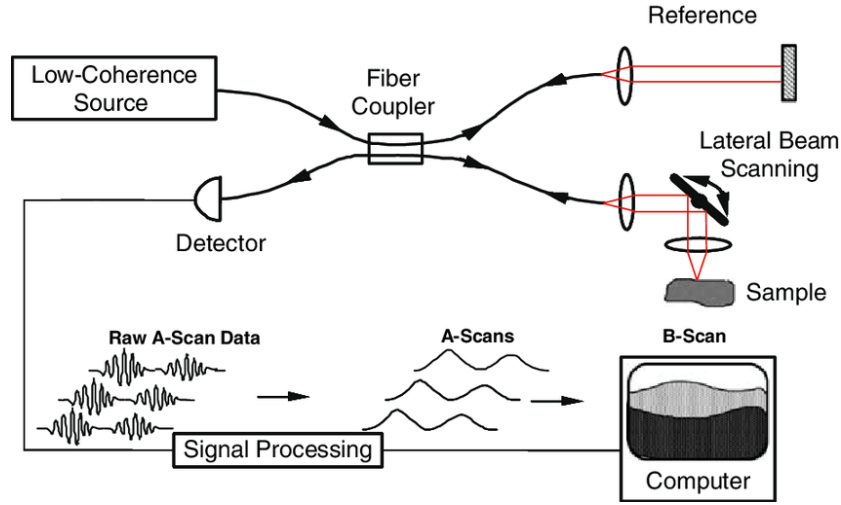 Reference
Low-Coherence
Source
Fiber
Coupler
Lateral Beam
Scanning
Detector
Sample
Raw A-Scan Data
A-Scans
B-Scan
Signal Processing
Computer